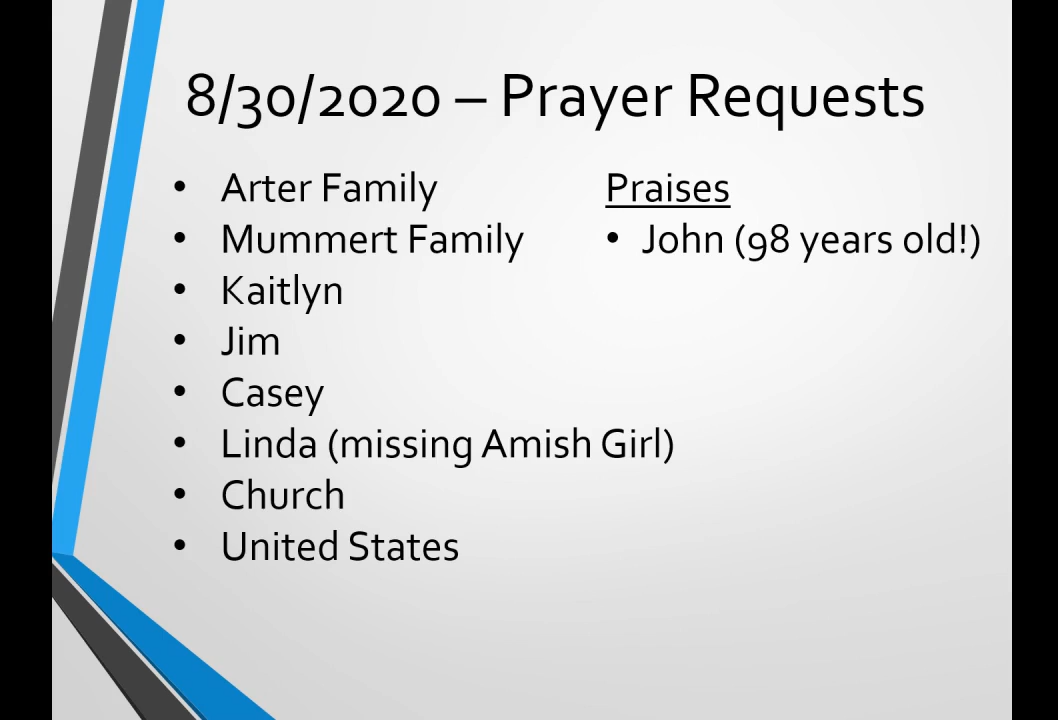 8/30/2020 – Prayer Requests
• Arter Family
• Mummert Family
• Kaitlyn
• Jim
• Casey
• Linda (missing Amish Girl)
• Church
• United States
Praises
• John (98 years old!)